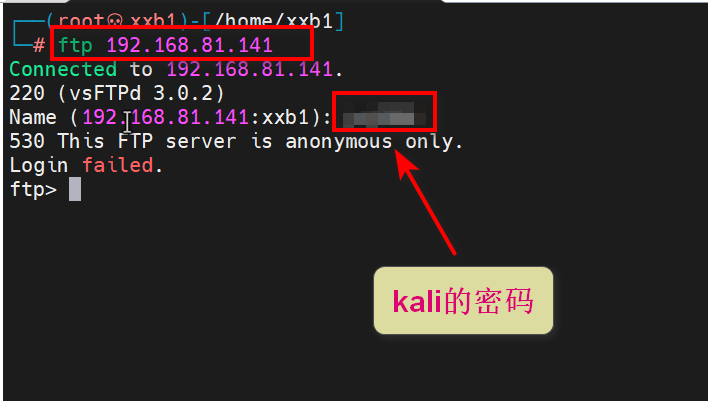 ┌──(root㉿xxb1)-[/home/xxb1]
└─# ftp 192.168.81.141
Connected to 192.168.81.141.
220 (vsFTPd 3.0.2)
Name (192.168.81.141:xxb1):
530 This FTP server is anonymous only.
Login failed.
ftp>
kali的密码